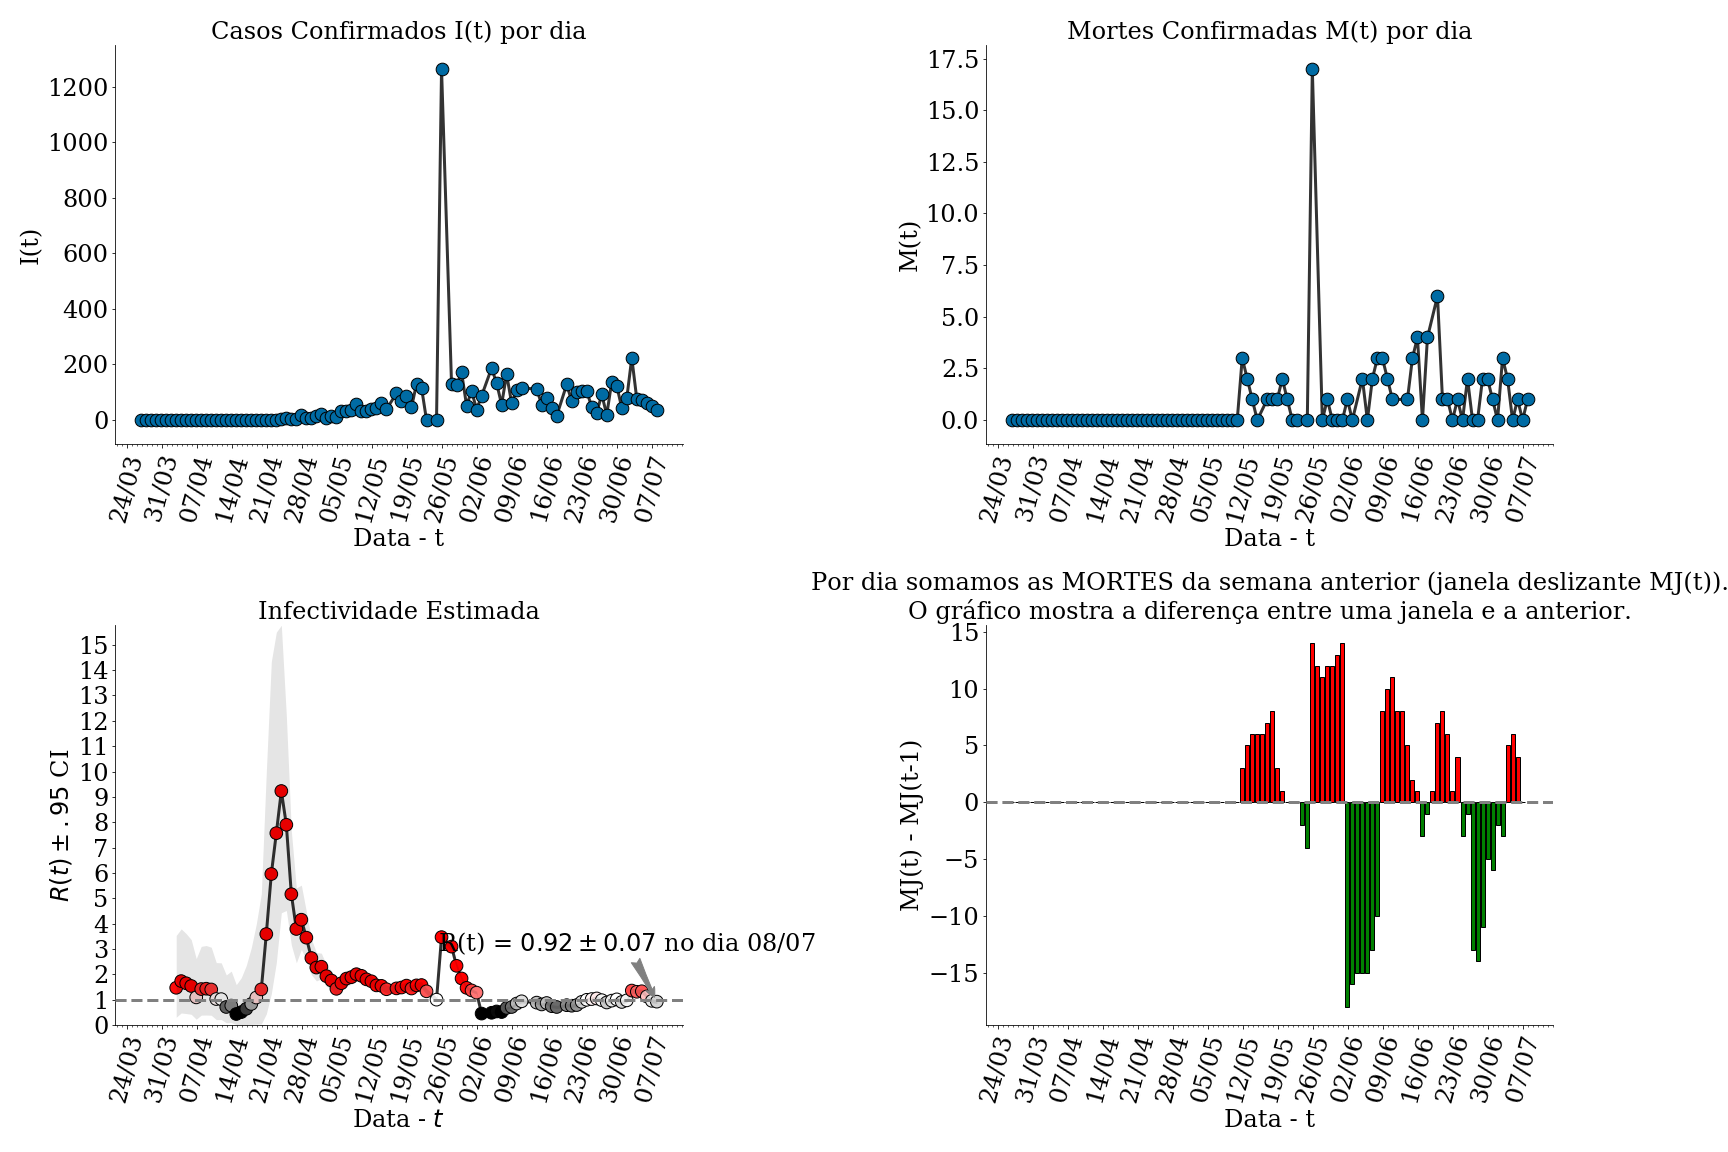 Casos Confirmados I(t) por dia
I(t)
1200
1000
800
600
400
200
0
24/03 31/03 07/04 14/04 21/04 28/04 05/05 12/05 19/05 26/05 02/06 09/06 16/06 23/06 30/06 07/07
Data - t
Mortes Confirmadas M(t) por dia
M(t)
17.5
15.0
12.5
10.0
7.5
5.0
2.5
0.0
24/03 31/03 07/04 14/04 21/04 28/04 05/05 12/05 19/05 26/05 02/06 09/06 16/06 23/06 30/06 07/07
Data - t
Infectividade Estimada
R(t) ± .95 CI
15
14
13
12
11
10
9
8
7
6
5
4
3
2
1
0
R(t) = 0.92 ± 0.07 no dia 08/07
24/03 31/03 07/04 14/04 21/04 28/04 05/05 12/05 19/05 26/05 02/06 09/06 16/06 23/06 30/06 07/07
Data - t
Por dia somamos as MORTES da semana anterior (janela deslizante MJ(t)).
O gráfico mostra a diferença entre uma janela e a anterior.
MJ(t) - MJ(t-1)
15
10
5
0
−5
−10
−15
24/03 31/03 07/04 14/04 21/04 28/04 05/05 12/05 19/05 26/05 02/06 09/06 16/06 23/06 30/06 07/07
Data - t